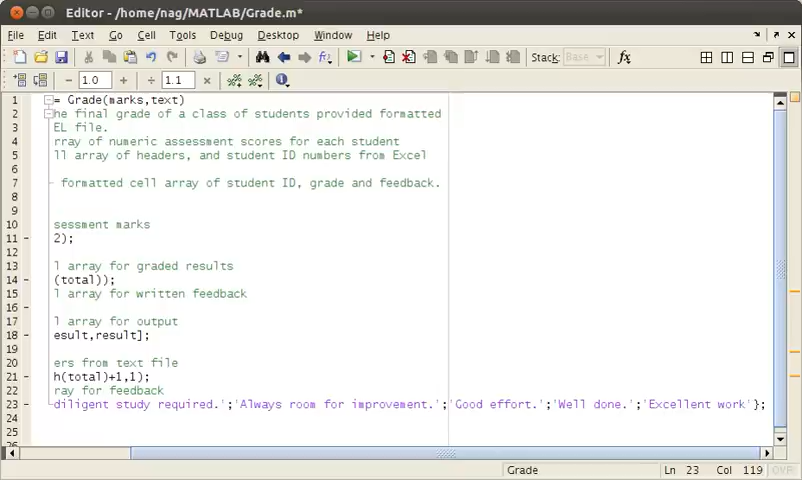 Editor - /home/nag/MATLAB/Grade.m*
File Edit Text Go Cell Tools Debug Desktop Window Help
Stack: Base fx
1.0 + ÷ 1.1 ×
1 = Grade(marks,text)
2 he final grade of a class of students provided formatted
3 EL file.
4 rray of numeric assessment scores for each student
5 ll array of headers, and student ID numbers from Excel
6
7 formatted cell array of student ID, grade and feedback.
8
9
10 sessment marks
11 - 2);
12
13 l array for graded results
14 - (total));
15 l array for written feedback
16 -
17 l array for output
18 - esult,result];
19
20 ers from text file
21 - h(total)+1,1);
22 ray for feedback
23 - diligent study required.';'Always room for improvement.';'Good effort.';'Well done.';'Excellent work'};
24
25
Grade Ln 23 Col 119 OVR